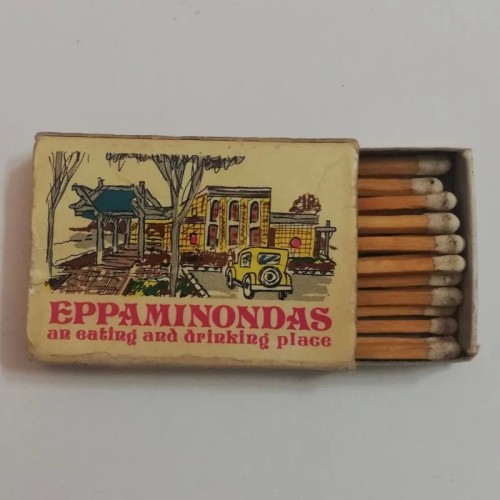 EPPAMINONDAS
an eating and drinking place